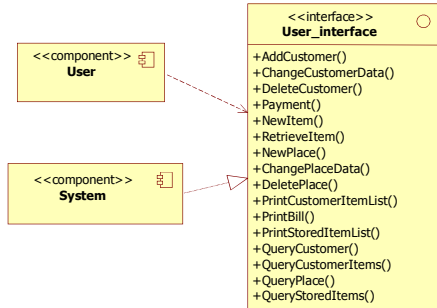 <<component>>
User
<<component>>
System
<<interface>>
User_interface
+AddCustomer()
+ChangeCustomerData()
+DeleteCustomer()
+Payment()
+NewItem()
+RetrieveItem()
+NewPlace()
+ChangePlaceData()
+DeletePlace()
+PrintCustomerItemList()
+PrintBill()
+PrintStoredItemList()
+QueryCustomer()
+QueryCustomerItems()
+QueryPlace()
+QueryStoredItems()